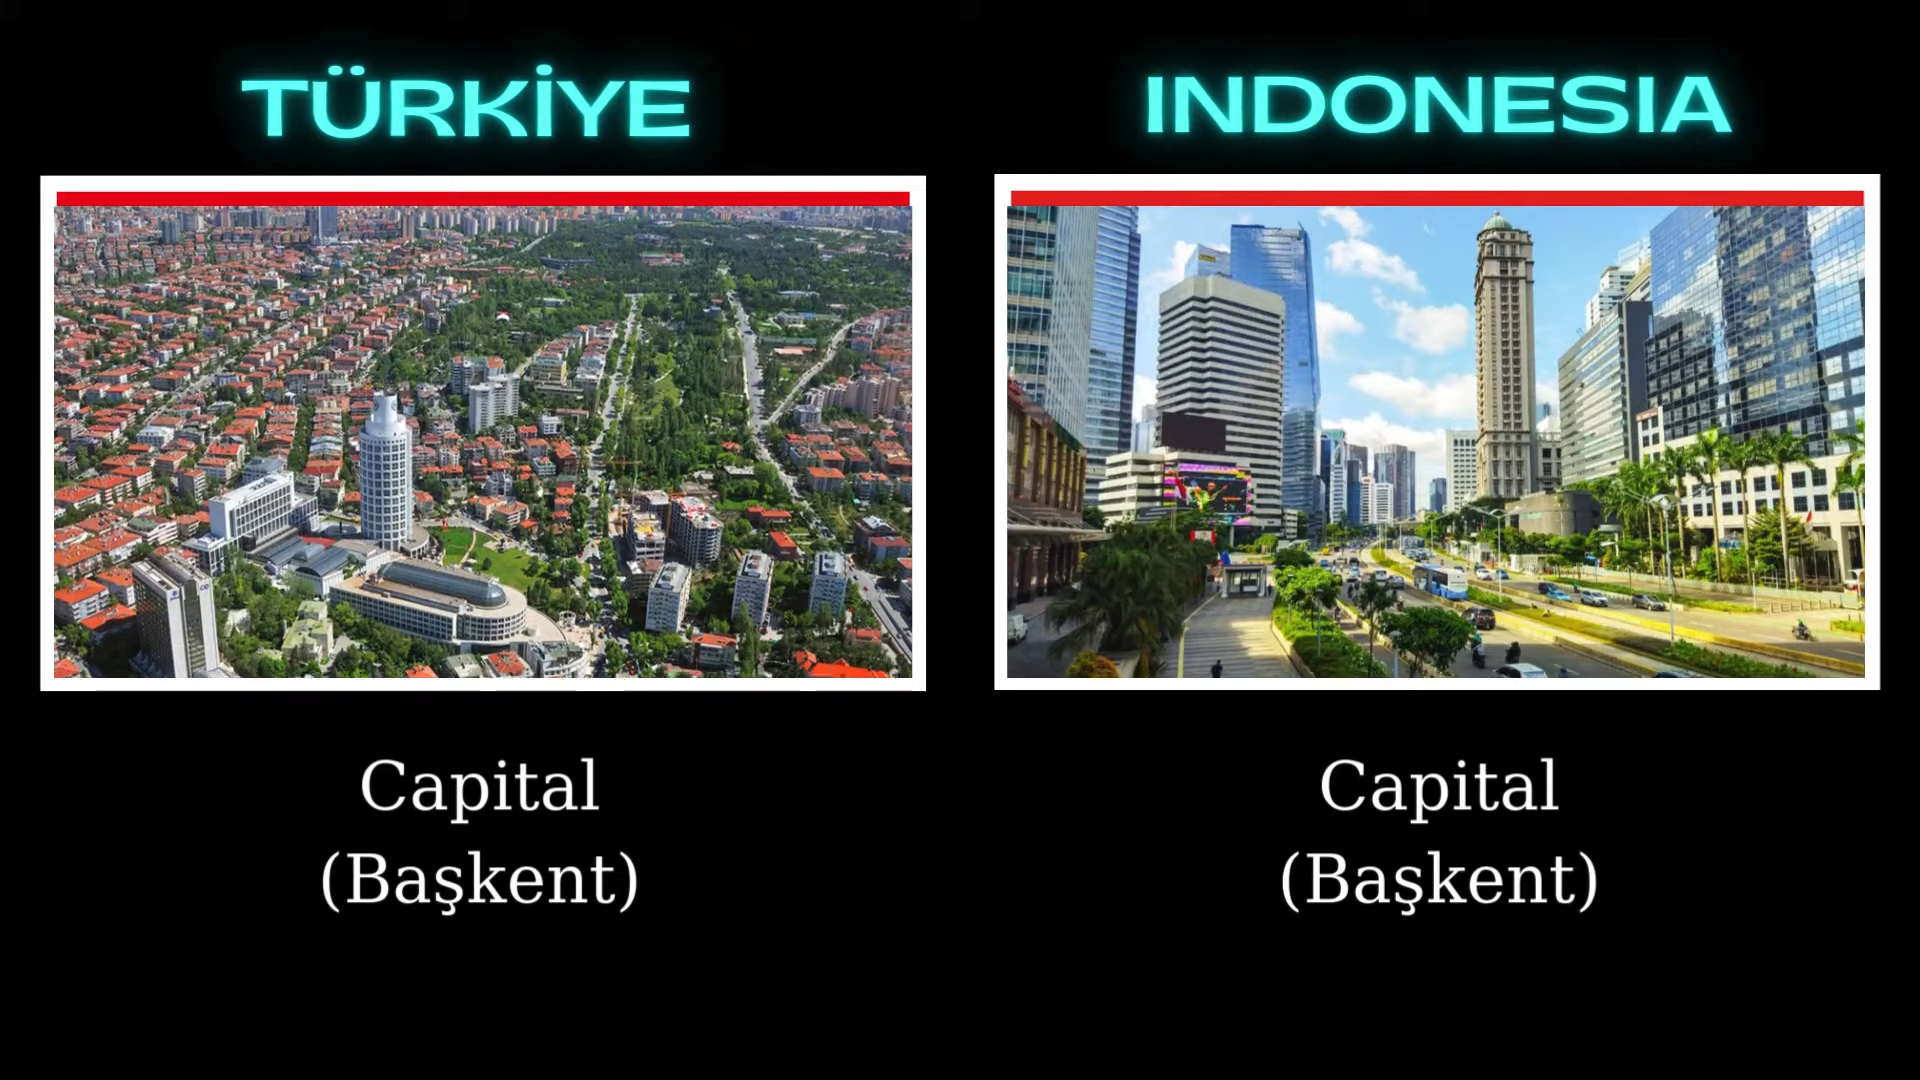 TÜRKİYE
INDONESIA
Capital
(Başkent)
Capital
(Başkent)